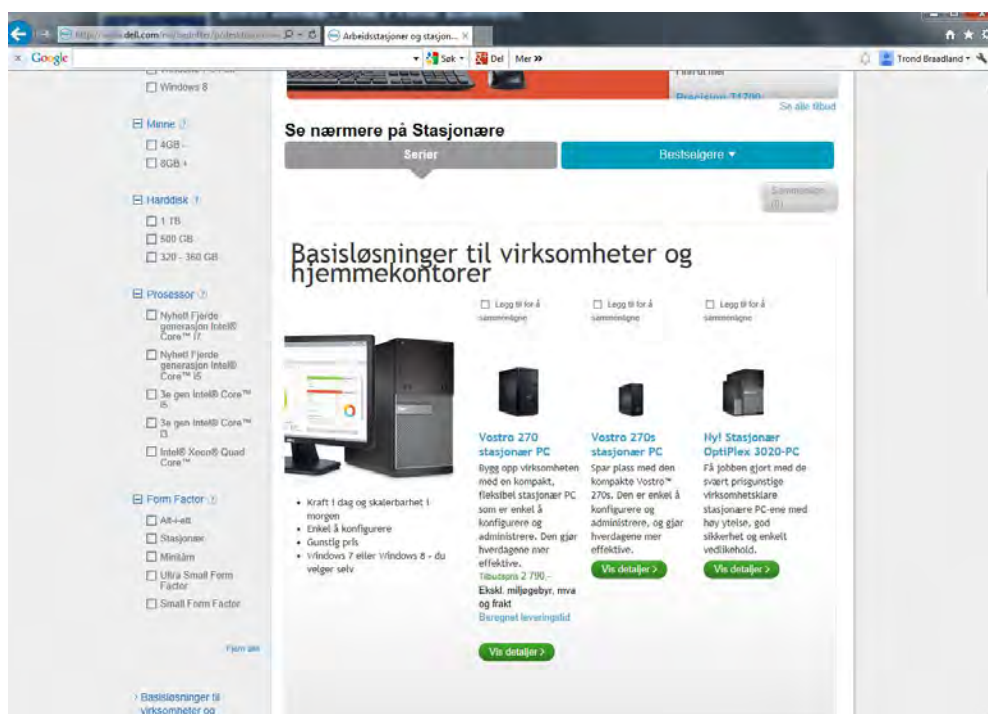 dell.com
Arbeidsstasjoner og stasjon...
Google
Søk
Del
Mer »
Trond Braadland
Windows 8
Finn ut mer
Precision T1700
Se alle tilbud
Minne
4GB -
8GB +
Harddisk
1 TB
500 GB
320 - 360 GB
Prosessor
Nyhet! Fjerde
generasjon Intel®
Core™ i7
Nyhet! Fjerde
generasjon Intel®
Core™ i5
3e gen Intel® Core™
i5
3e gen Intel® Core™
i3
Intel® Xeon® Quad
Core™
Form Factor
Alt-i-ett
Stasjonær
Minitårn
Ultra Small Form
Factor
Small Form Factor
Fjern alle
Basisløsninger til
virksomheter og
Se nærmere på Stasjonære
Serier
Bestselgere
Sammenlign
(0)
Basisløsninger til virksomheter og
hjemmekontorer
Kraft i dag og skalerbarhet i
morgen
Enkel å konfigurere
Gunstig pris
Windows 7 eller Windows 8 - du
velger selv
Legg til for å
sammenligne
Vostro 270
stasjonær PC
Bygg opp virksomheten
med en kompakt,
fleksibel stasjonær PC
som er enkel å
konfigurere og
administrere. Den gjør
hverdagene mer
effektive.
Tilbudspris 2 790,-
Ekskl. miljøgebyr, mva
og frakt
Beregnet leveringstid
Vis detaljer >
Legg til for å
sammenligne
Vostro 270s
stasjonær PC
Spar plass med den
kompakte Vostro™
270s. Den er enkel å
konfigurere og
administrere, og gjør
hverdagene mer
effektive.
Vis detaljer >
Legg til for å
sammenligne
Ny! Stasjonær
OptiPlex 3020-PC
Få jobben gjort med de
svært prisgunstige
virksomhetsklare
stasjonære PC-ene med
høy ytelse, god
sikkerhet og enkelt
vedlikehold.
Vis detaljer >